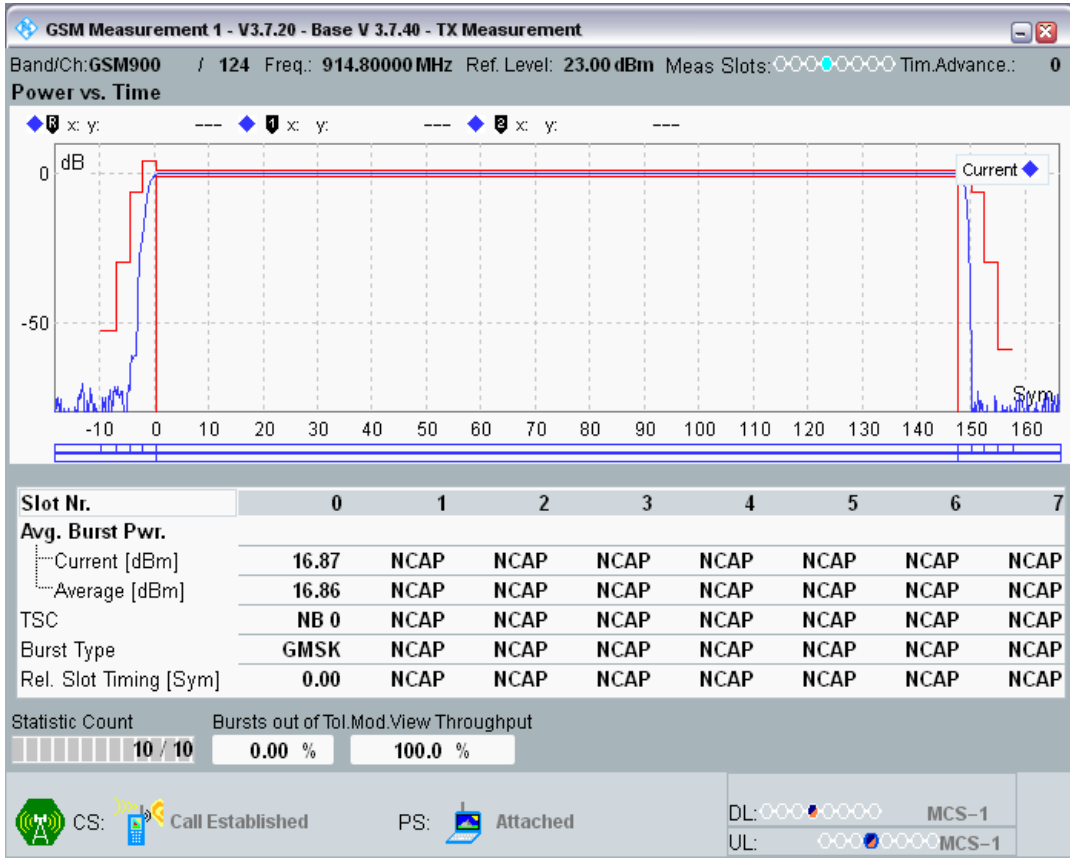 GSM Measurement 1 - V3.7.20 - Base V 3.7.40 - TX Measurement
Band/Ch:GSM900 / 124 Freq.: 914.80000 MHz Ref. Level: 23.00 dBm Meas Slots: Tim.Advance.: 0
Power vs. Time
R x: y: --- 1 x: y: --- 2 x: y: ---
dB
Current
0
-50
Sym
-10 0 10 20 30 40 50 60 70 80 90 100 110 120 130 140 150 160
Slot Nr. 0 1 2 3 4 5 6 7
Avg. Burst Pwr.
Current [dBm] 16.87 NCAP NCAP NCAP NCAP NCAP NCAP NCAP
Average [dBm] 16.86 NCAP NCAP NCAP NCAP NCAP NCAP NCAP
TSC NB 0 NCAP NCAP NCAP NCAP NCAP NCAP NCAP
Burst Type GMSK NCAP NCAP NCAP NCAP NCAP NCAP NCAP
Rel. Slot Timing [Sym] 0.00 NCAP NCAP NCAP NCAP NCAP NCAP NCAP
Statistic Count Bursts out of Tol.Mod.View Throughput
10 / 10 0.00 % 100.0 %
CS: Call Established PS: Attached
DL: MCS-1
UL: MCS-1